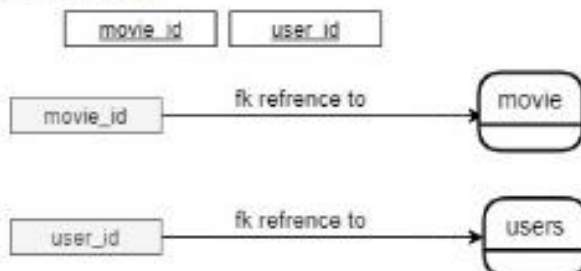 movie_id user_id
fk refrence to
movie_id
movie
fk refrence to
user_id
users